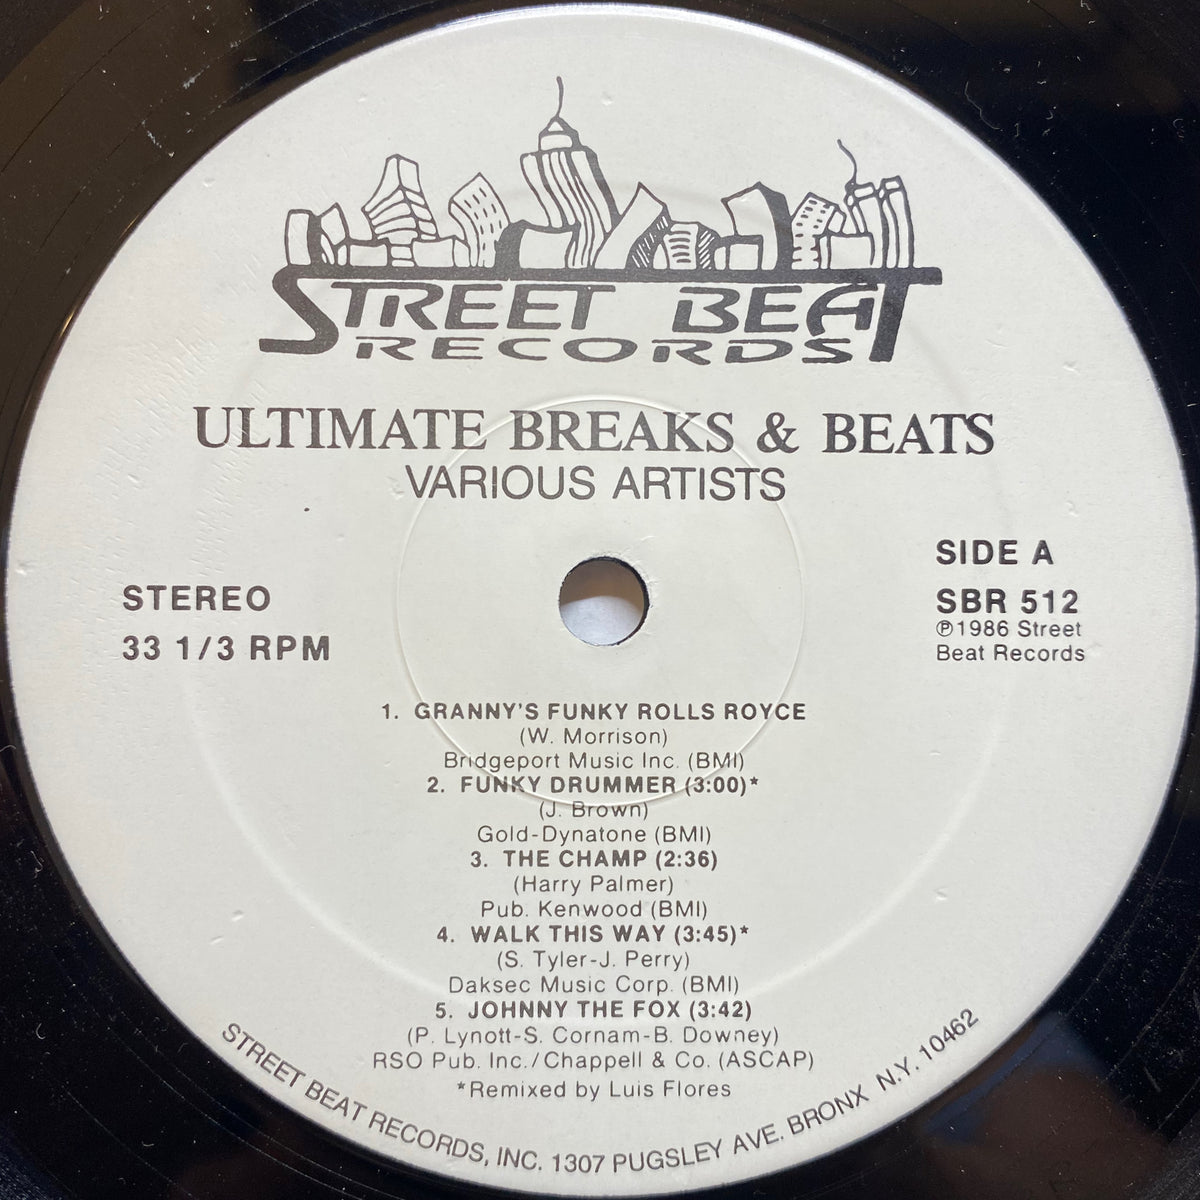 STREET BEAT
RECORDS
ULTIMATE BREAKS & BEATS
VARIOUS ARTISTS
SIDE A
STEREO
SBR 512
33 1/3 RPM
℗1986 Street
Beat Records
1. GRANNY'S FUNKY ROLLS ROYCE
(W. Morrison)
Bridgeport Music Inc. (BMI)
2. FUNKY DRUMMER (3:00)*
(J. Brown)
Gold-Dynatone (BMI)
3. THE CHAMP (2:36)
(Harry Palmer)
Pub. Kenwood (BMI)
4. WALK THIS WAY (3:45)*
(S. Tyler-J. Perry)
Daksec Music Corp. (BMI)
5. JOHNNY THE FOX (3:42)
(P. Lynott-S. Cornam-B. Downey)
RSO Pub. Inc./Chappell & Co. (ASCAP)
*Remixed by Luis Flores
STREET BEAT RECORDS, INC. 1307 PUGSLEY AVE. BRONX N.Y. 10462